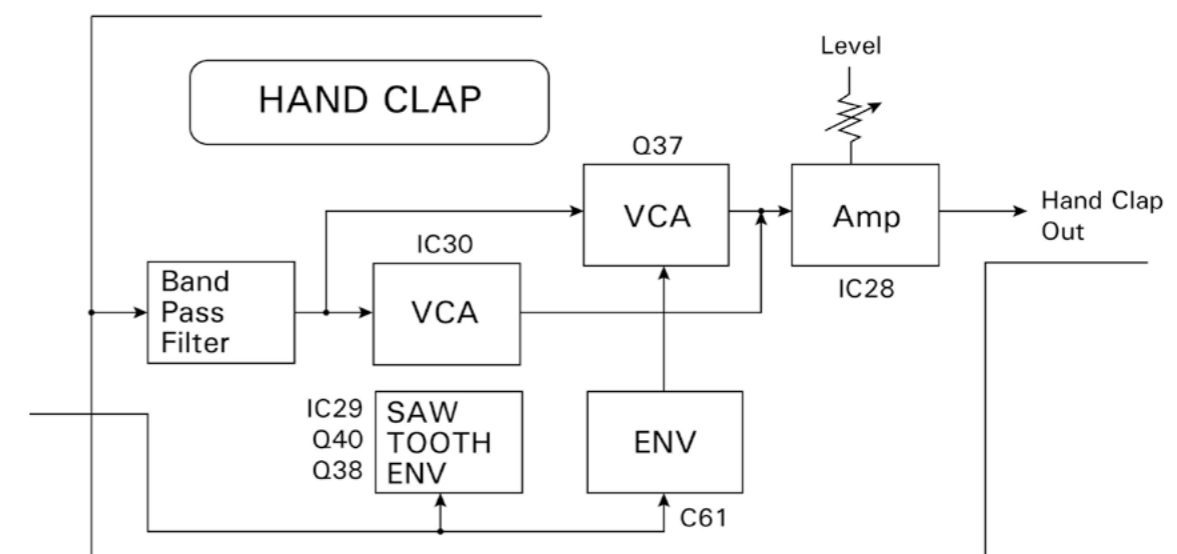 Level
HAND CLAP
Q37
VCA
Amp
Hand Clap
Out
IC30
IC28
Band
Pass
Filter
VCA
IC29
Q40
Q38
SAW
TOOTH
ENV
ENV
C61